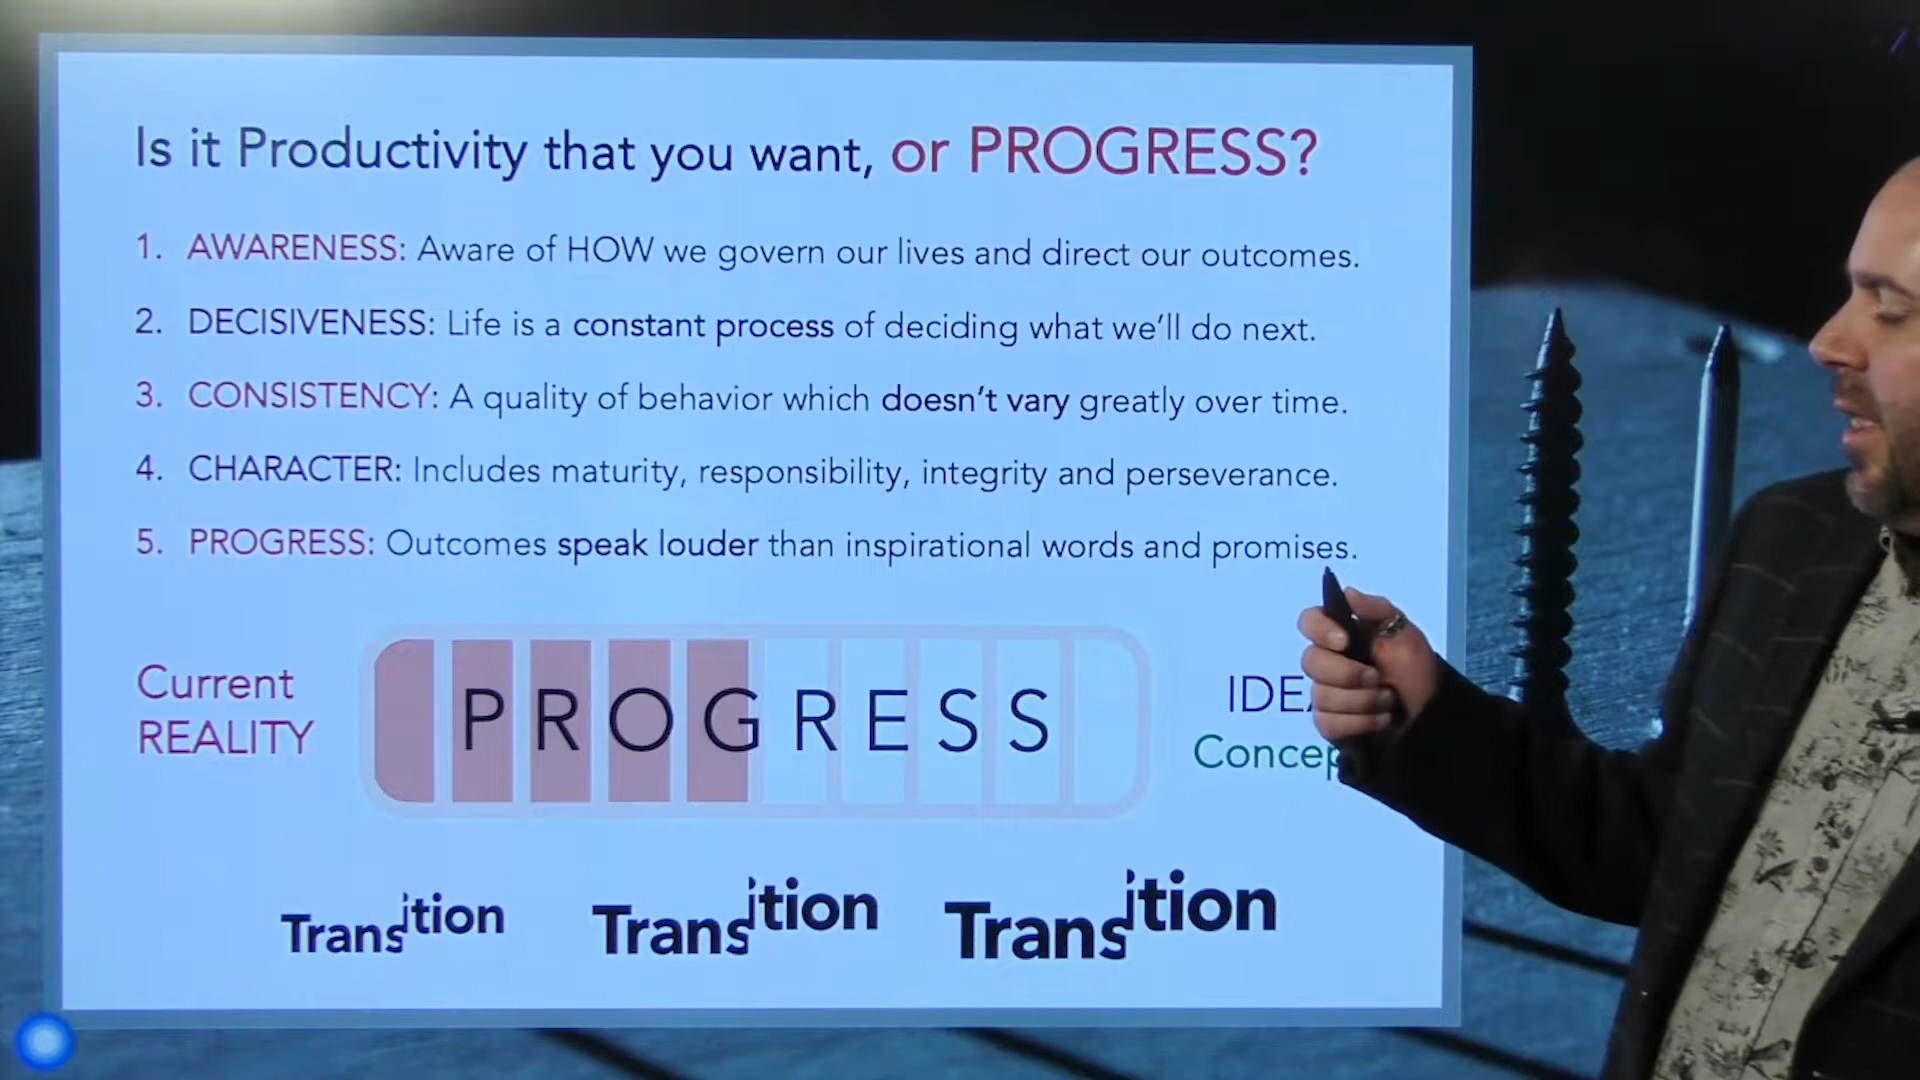 Is it Productivity that you want, or PROGRESS?
1. AWARENESS: Aware of HOW we govern our lives and direct our outcomes.
2. DECISIVENESS: Life is a constant process of deciding what we'll do next.
3. CONSISTENCY: A quality of behavior which doesn't vary greatly over time.
4. CHARACTER: Includes maturity, responsibility, integrity and perseverance.
5. PROGRESS: Outcomes speak louder than inspirational words and promises.
Current
REALITY
PROGRESS
Transition Transition Transition